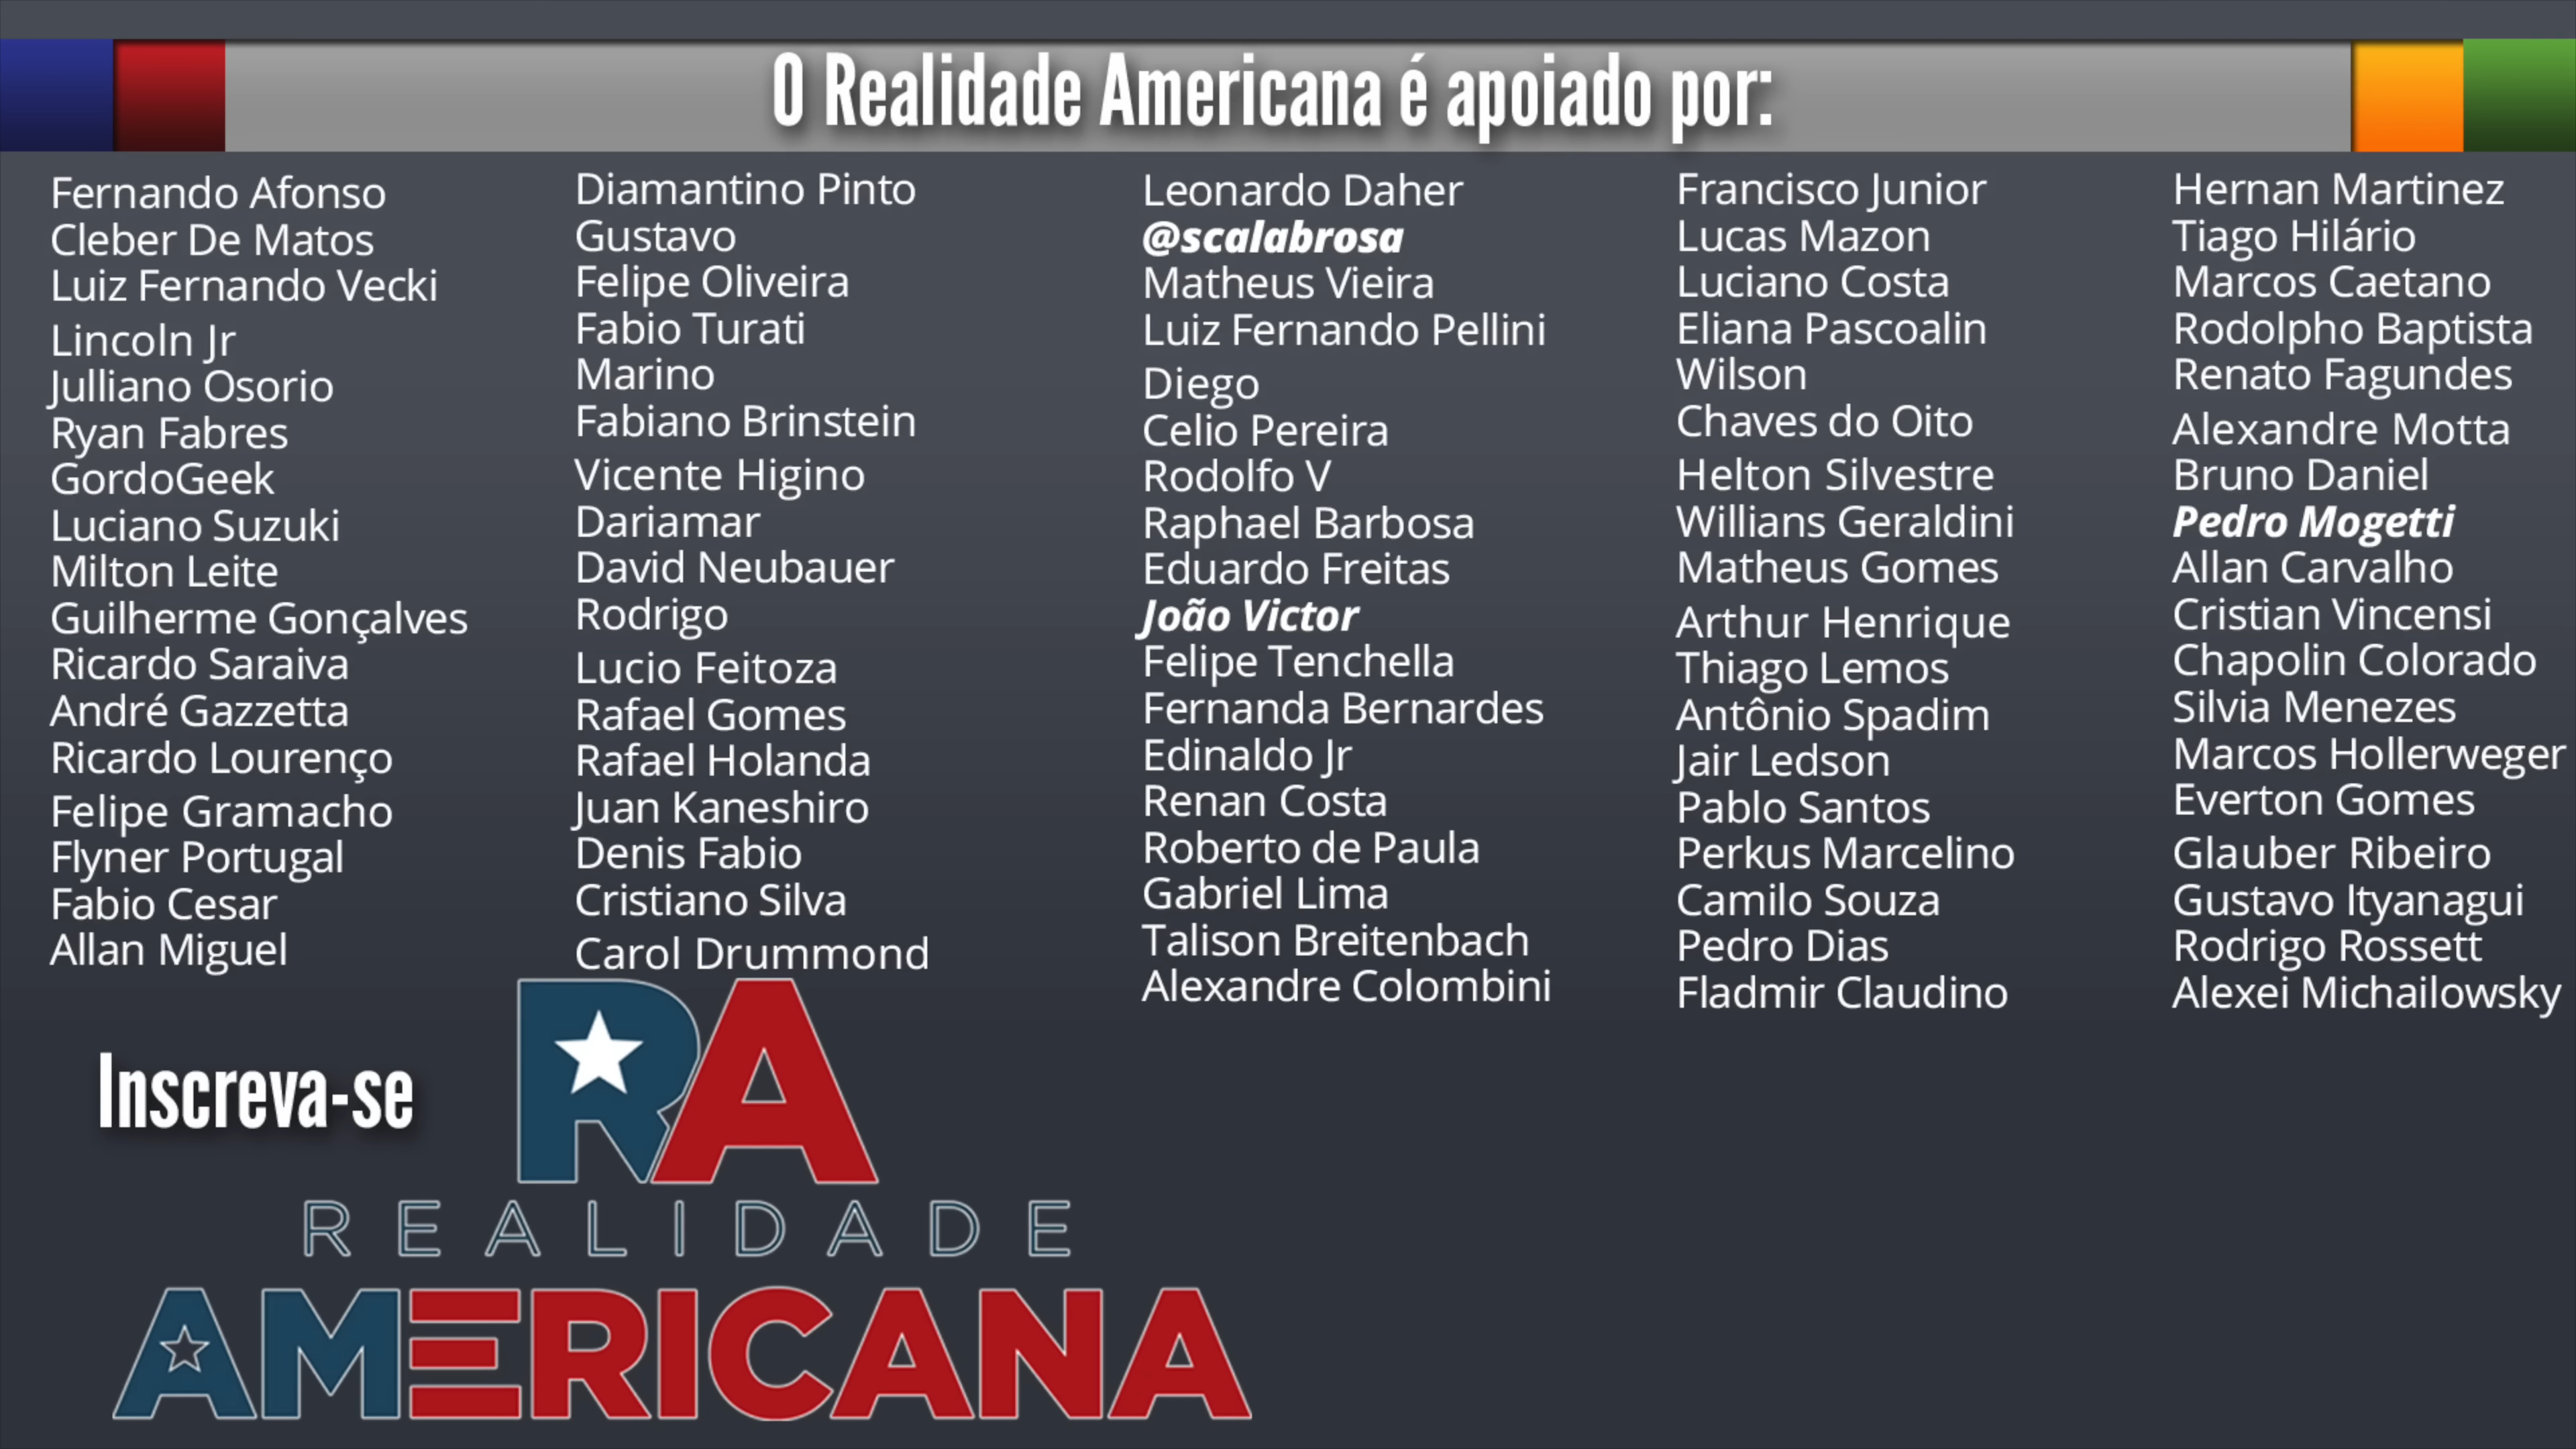 O Realidade Americana é apoiado por:
Fernando Afonso
Cleber De Matos
Luiz Fernando Vecki
Lincoln Jr
Julliano Osorio
Ryan Fabres
GordoGeek
Luciano Suzuki
Milton Leite
Guilherme Gonçalves
Ricardo Saraiva
André Gazzetta
Ricardo Lourenço
Felipe Gramacho
Flyner Portugal
Fabio Cesar
Allan Miguel
Diamantino Pinto
Gustavo
Felipe Oliveira
Fabio Turati
Marino
Fabiano Brinstein
Vicente Higino
Dariamar
David Neubauer
Rodrigo
Lucio Feitoza
Rafael Gomes
Rafael Holanda
Juan Kaneshiro
Denis Fabio
Cristiano Silva
Carol Drummond
Leonardo Daher
@scalabrosa
Matheus Vieira
Luiz Fernando Pellini
Diego
Celio Pereira
Rodolfo V
Raphael Barbosa
Eduardo Freitas
João Victor
Felipe Tenchella
Fernanda Bernardes
Edinaldo Jr
Renan Costa
Roberto de Paula
Gabriel Lima
Talison Breitenbach
Alexandre Colombini
Francisco Junior
Lucas Mazon
Luciano Costa
Eliana Pascoalin
Wilson
Chaves do Oito
Helton Silvestre
Willians Geraldini
Matheus Gomes
Arthur Henrique
Thiago Lemos
Antônio Spadim
Jair Ledson
Pablo Santos
Perkus Marcelino
Camilo Souza
Pedro Dias
Fladmir Claudino
Hernan Martinez
Tiago Hilário
Marcos Caetano
Rodolpho Baptista
Renato Fagundes
Alexandre Motta
Bruno Daniel
Pedro Mogetti
Allan Carvalho
Cristian Vincensi
Chapolin Colorado
Silvia Menezes
Marcos Hollerweger
Everton Gomes
Glauber Ribeiro
Gustavo Ityanagui
Rodrigo Rossett
Alexei Michailowsky
Inscreva-se
RA
REALIDADE
AMERICANA